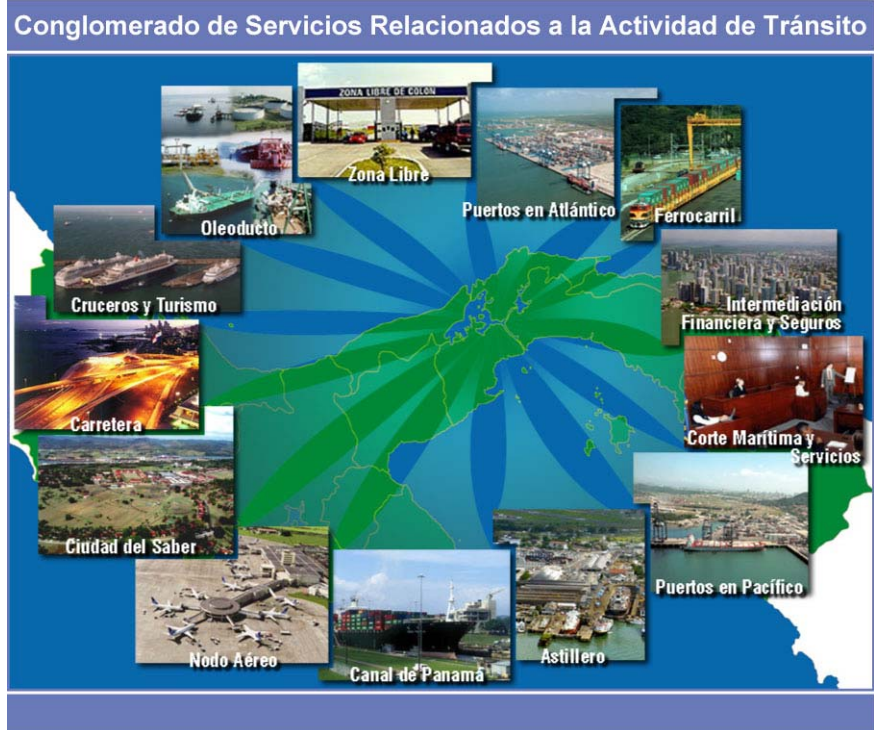 Conglomerado de Servicios Relacionados a la Actividad de Tránsito
ZONA LIBRE DE COLON
Zona Libre
Puertos en Atlántico
Ferrocarril
Oleoducto
Intermediación
Financiera y Seguros
Cruceros y Turismo
Corte Marítima y
Servicios
Carretera
Puertos en Pacífico
Ciudad del Saber
Astillero
Canal de Panamá
Nodo Aéreo